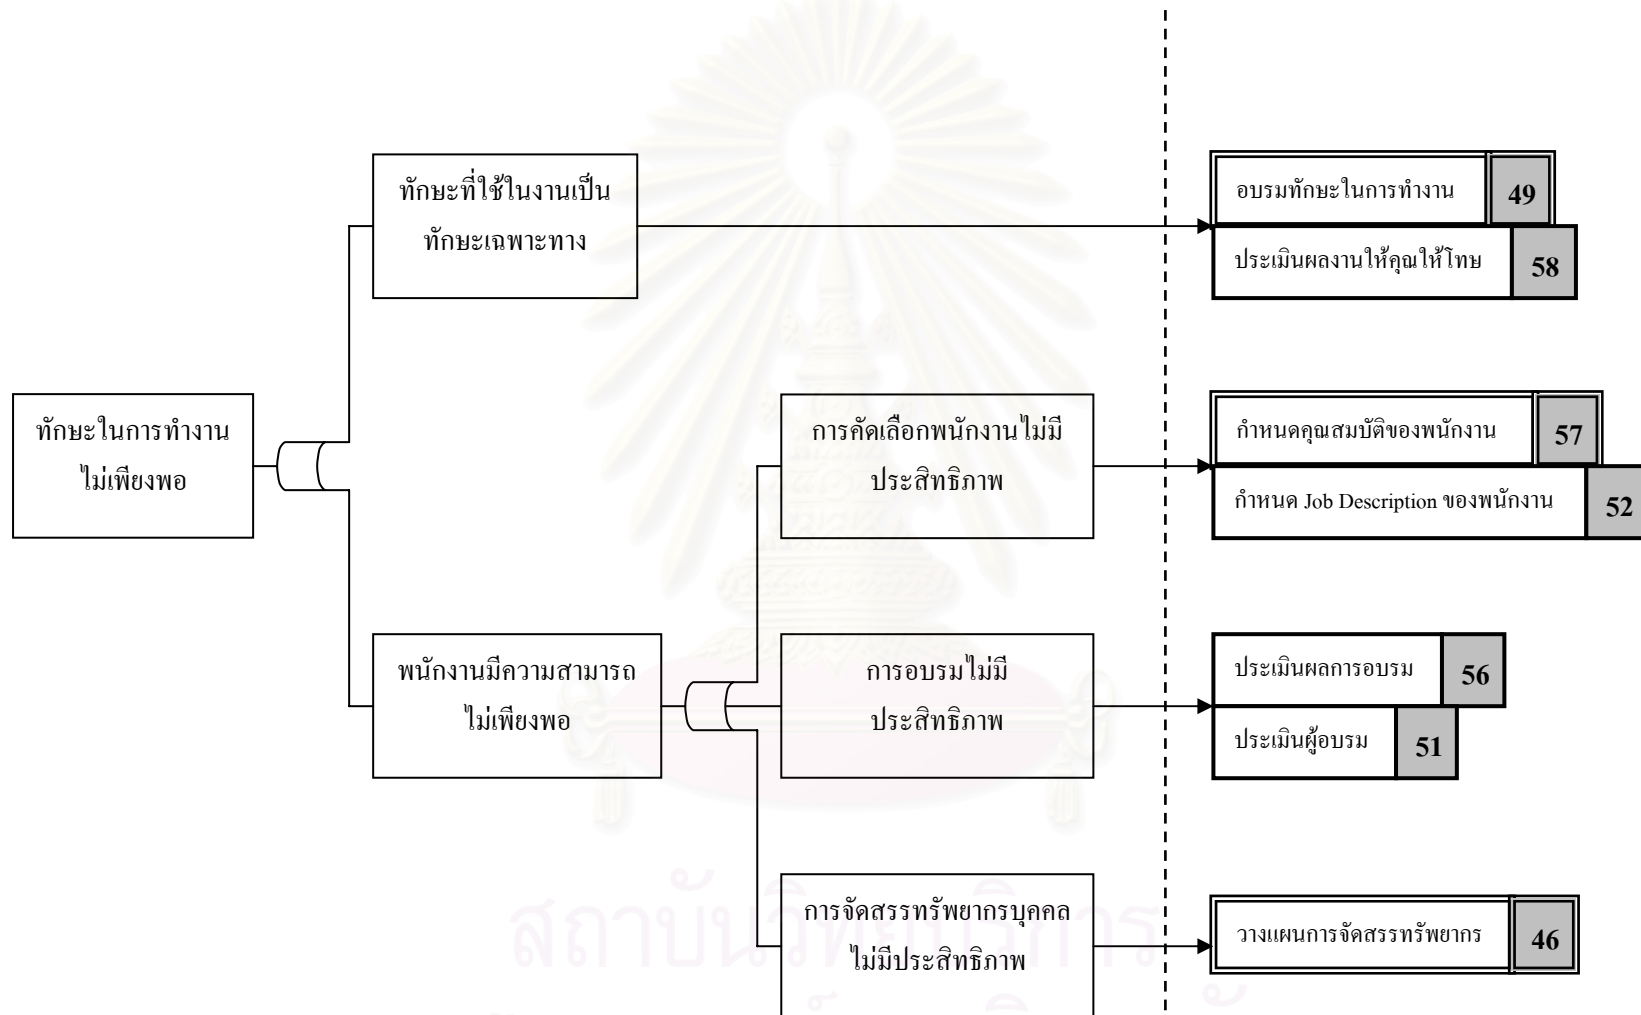 ทักษะที่ใช้ในงานเป็น
ทักษะเฉพาะทาง
อบรมทักษะในการทำงาน 49
ประเมินผลงานให้คุณให้โทษ 58
ทักษะในการทำงาน
ไม่เพียงพอ
การคัดเลือกพนักงานไม่มี
ประสิทธิภาพ
กำหนดคุณสมบัติของพนักงาน 57
กำหนด Job Description ของพนักงาน 52
พนักงานมีความสามารถ
ไม่เพียงพอ
การอบรมไม่มี
ประสิทธิภาพ
ประเมินผลการอบรม 56
ประเมินผู้อบรม 51
การจัดสรรทรัพยากรบุคคล
ไม่มีประสิทธิภาพ
วางแผนการจัดสรรทรัพยากร 46
สถาบันวิทยบริการ